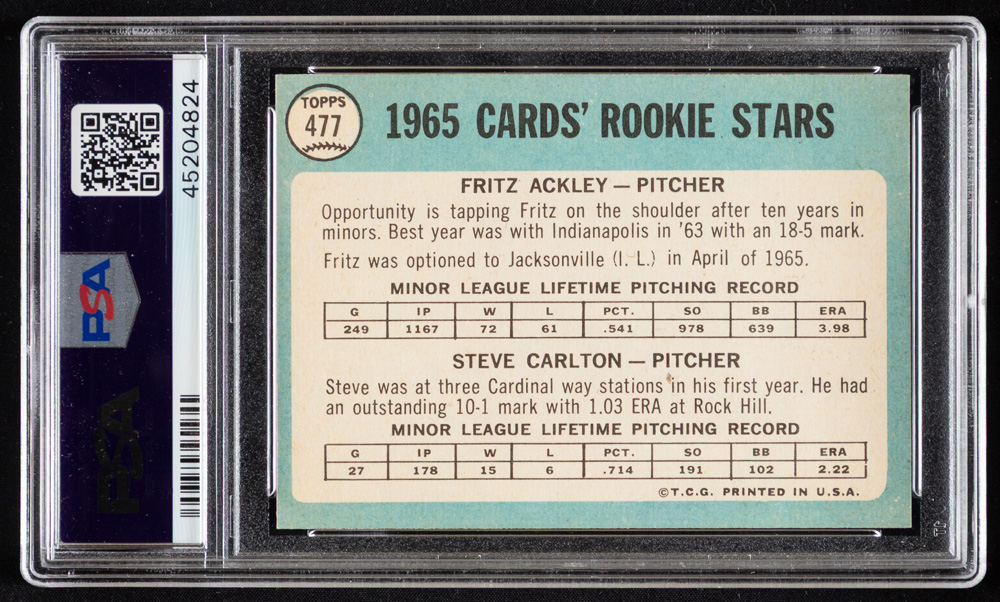 45204824
PSA
PSA
TOPPS
477
1965 CARDS' ROOKIE STARS
FRITZ ACKLEY — PITCHER
Opportunity is tapping Fritz on the shoulder after ten years in
minors. Best year was with Indianapolis in '63 with an 18-5 mark.
Fritz was optioned to Jacksonville (I. L.) in April of 1965.
MINOR LEAGUE LIFETIME PITCHING RECORD
G IP W L PCT. SO BB ERA
249 1167 72 61 .541 978 639 3.98
STEVE CARLTON — PITCHER
Steve was at three Cardinal way stations in his first year. He had
an outstanding 10-1 mark with 1.03 ERA at Rock Hill.
MINOR LEAGUE LIFETIME PITCHING RECORD
G IP W L PCT. SO BB ERA
27 178 15 6 .714 191 102 2.22
©T.C.G. PRINTED IN U.S.A.